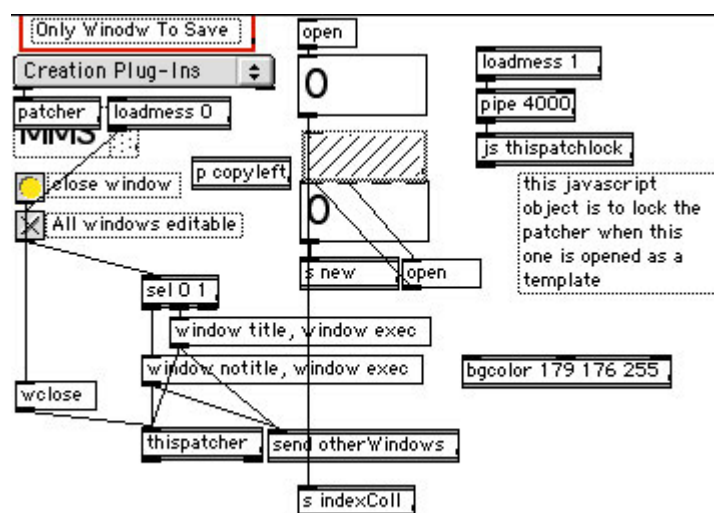 Only Winodw To Save
open
Creation Plug-Ins
0
loadmess 1
patcher
loadmess 0
pipe 4000
MMS
js thispatchlock
p copyleft
close window
this javascript
object is to lock the
patcher when this
one is opened as a
template
0
All windows editable
s new
open
sel 0 1
window title, window exec
window notitle, window exec
bgcolor 179 176 255
wclose
thispatcher
send otherWindows
s indexColl